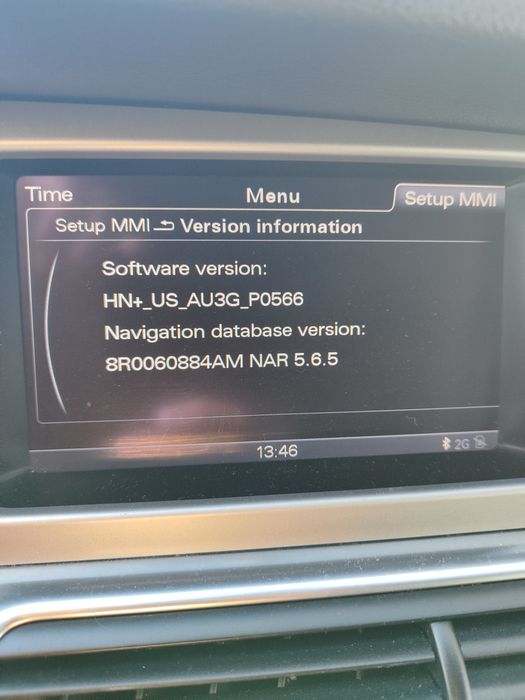 Time Menu Setup MMI
Setup MMI Version information
Software version:
HN+_US_AU3G_P0566
Navigation database version:
8R0060884AM NAR 5.6.5
13:46 2G